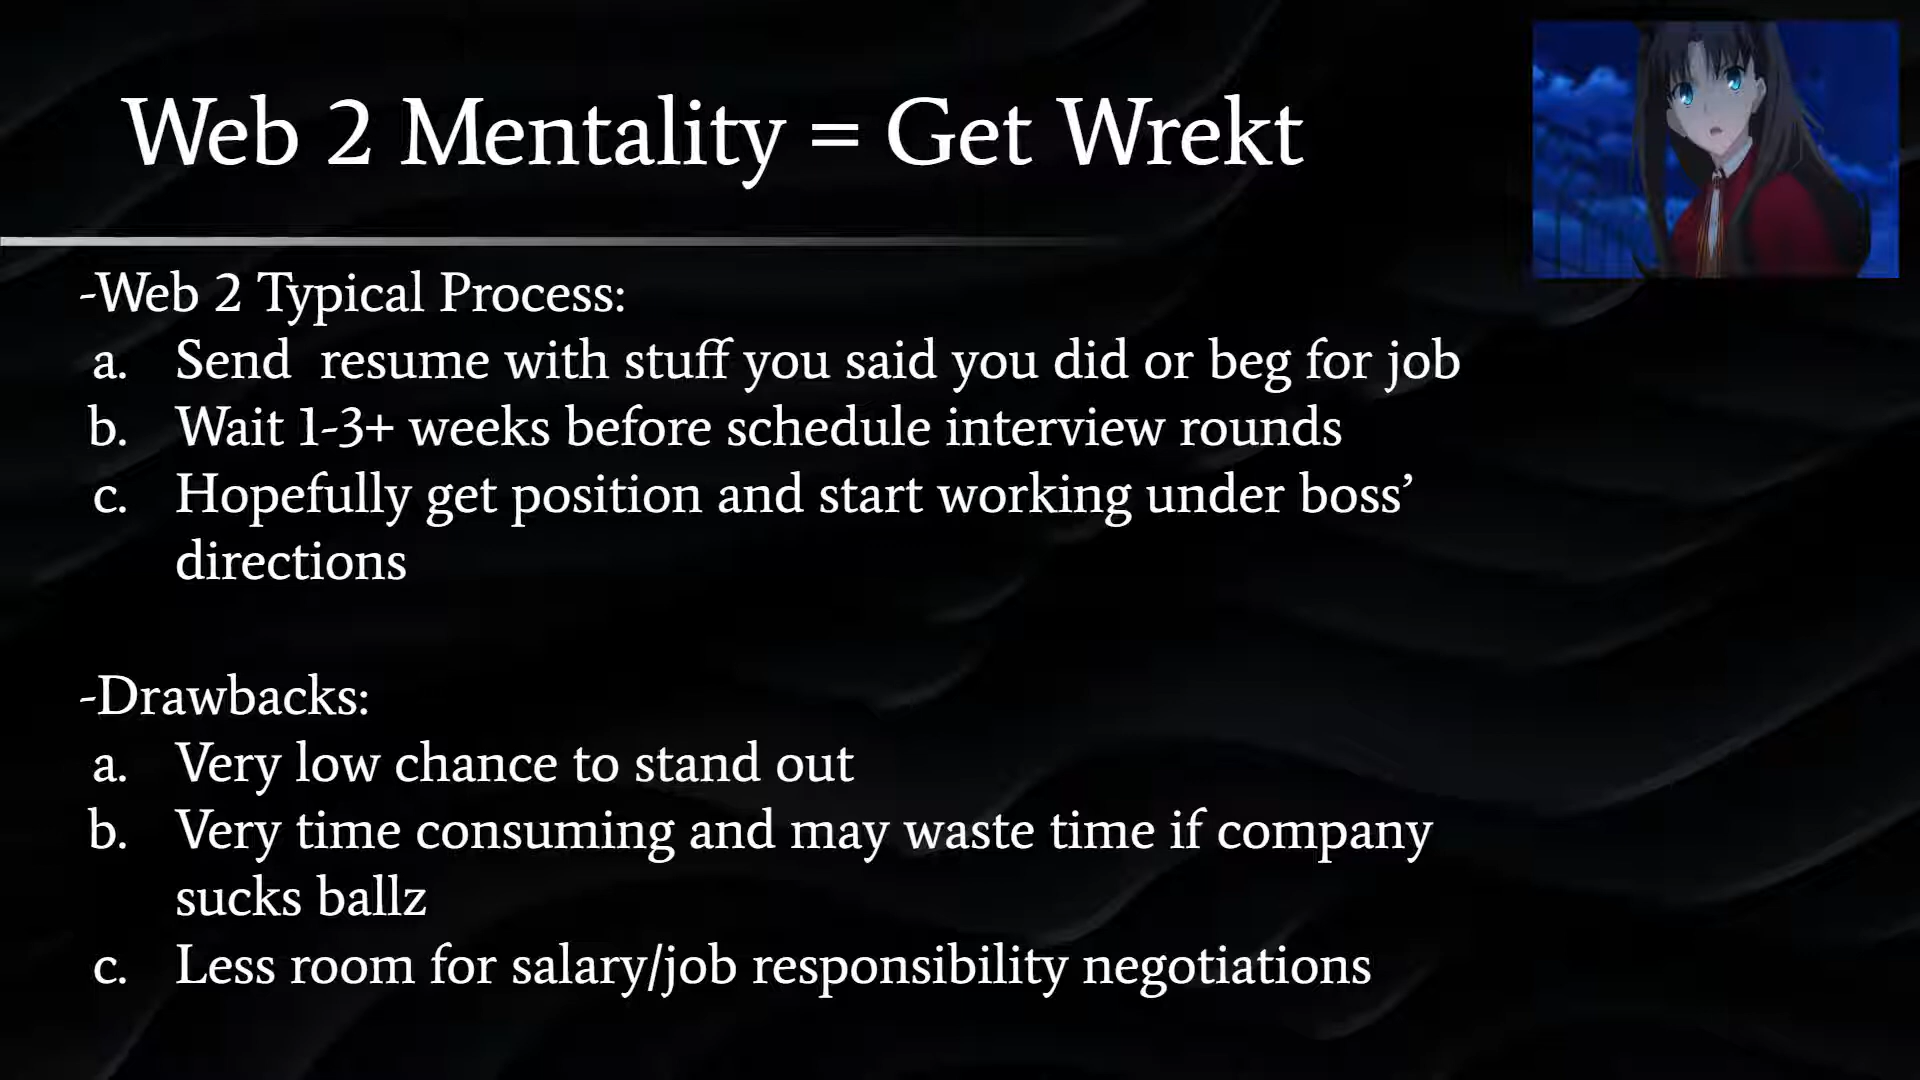 Web 2 Mentality = Get Wrekt
-Web 2 Typical Process:
a. Send  resume with stuff you said you did or beg for job
b. Wait 1-3+ weeks before schedule interview rounds
c. Hopefully get position and start working under boss’
directions
-Drawbacks:
a. Very low chance to stand out
b. Very time consuming and may waste time if company
sucks ballz
c. Less room for salary/job responsibility negotiations